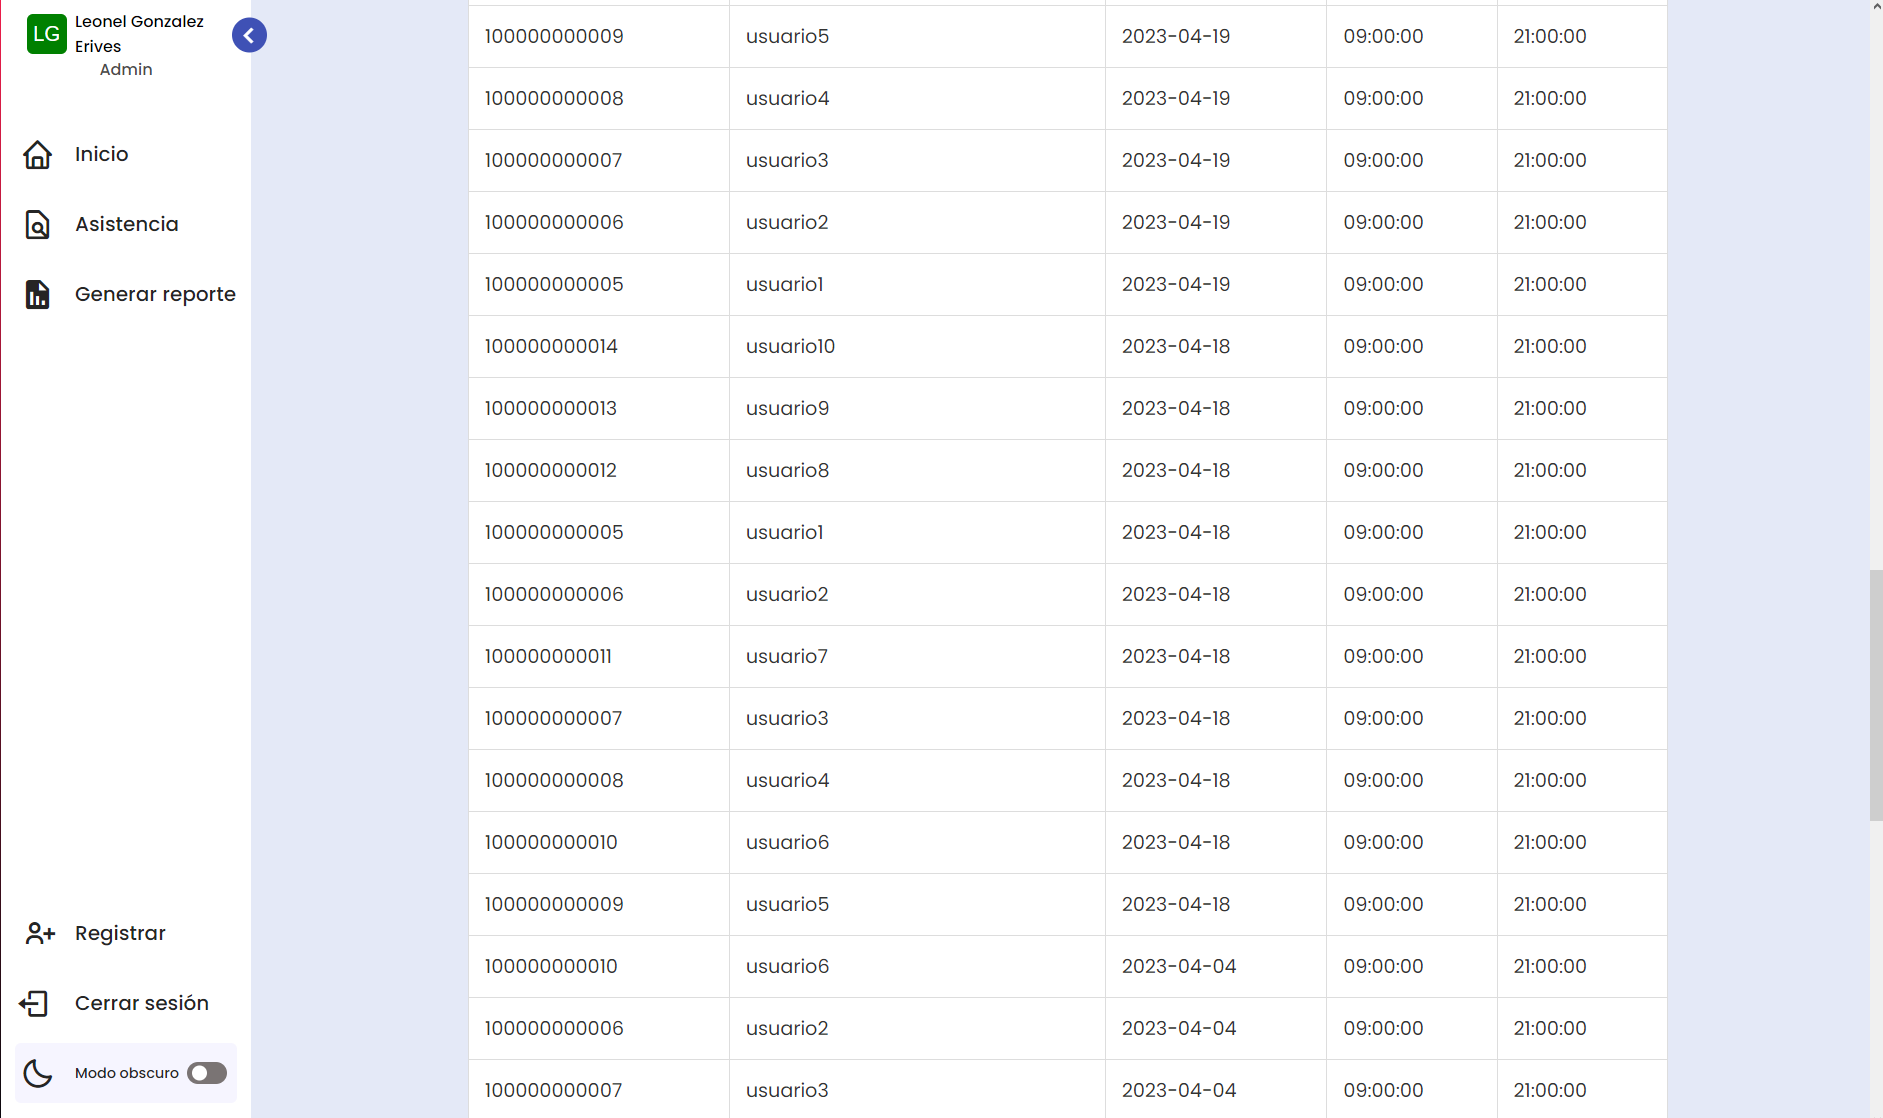 LG
Leonel Gonzalez
Erives
Admin
Inicio
Asistencia
Generar reporte
Registrar
Cerrar sesión
Modo obscuro
100000000009 usuario5 2023-04-19 09:00:00 21:00:00
100000000008 usuario4 2023-04-19 09:00:00 21:00:00
100000000007 usuario3 2023-04-19 09:00:00 21:00:00
100000000006 usuario2 2023-04-19 09:00:00 21:00:00
100000000005 usuario1 2023-04-19 09:00:00 21:00:00
100000000014 usuario10 2023-04-18 09:00:00 21:00:00
100000000013 usuario9 2023-04-18 09:00:00 21:00:00
100000000012 usuario8 2023-04-18 09:00:00 21:00:00
100000000005 usuario1 2023-04-18 09:00:00 21:00:00
100000000006 usuario2 2023-04-18 09:00:00 21:00:00
100000000011 usuario7 2023-04-18 09:00:00 21:00:00
100000000007 usuario3 2023-04-18 09:00:00 21:00:00
100000000008 usuario4 2023-04-18 09:00:00 21:00:00
100000000010 usuario6 2023-04-18 09:00:00 21:00:00
100000000009 usuario5 2023-04-18 09:00:00 21:00:00
100000000010 usuario6 2023-04-04 09:00:00 21:00:00
100000000006 usuario2 2023-04-04 09:00:00 21:00:00
100000000007 usuario3 2023-04-04 09:00:00 21:00:00